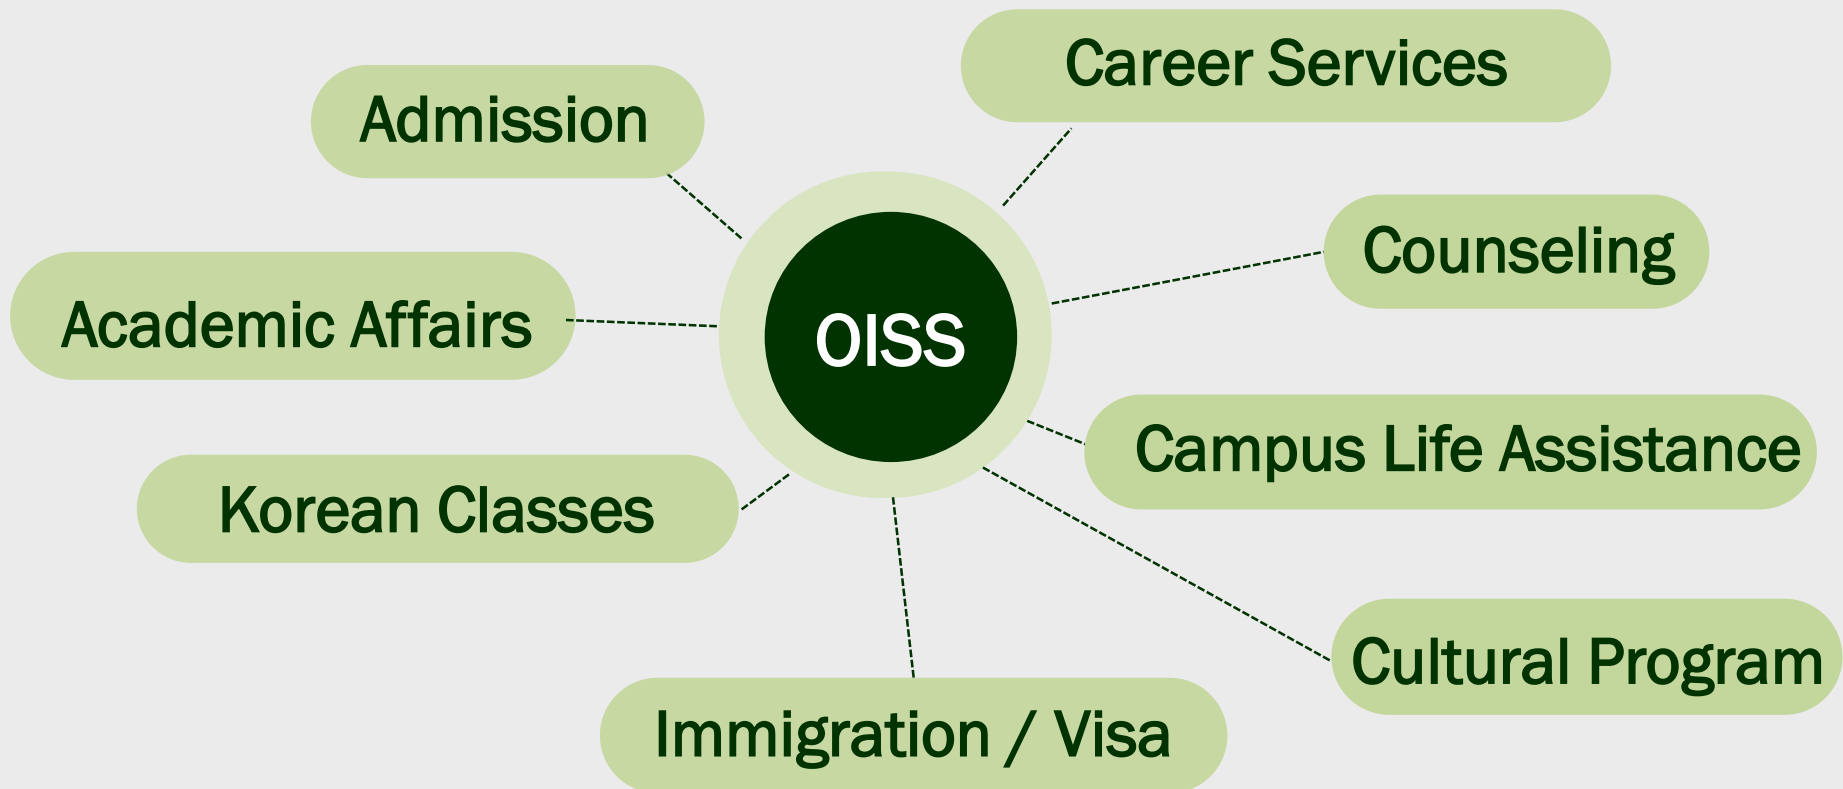 Career Services
Admission
Counseling
Academic Affairs
OISS
Campus Life Assistance
Korean Classes
Cultural Program
Immigration / Visa